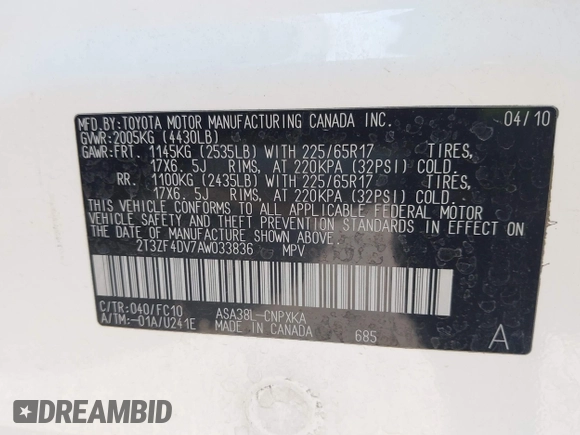 MFD.BY:TOYOTA MOTOR MANUFACTURING CANADA INC. 04/10
GVWR:2005KG (4430LB)
GAWR:FRT. 1145KG (2535LB) WITH 225/65R17 TIRES,
17X6. 5J RIMS, AT 220KPA (32PSI) COLD.
RR. 1100KG (2435LB) WITH 225/65R17 TIRES,
17X6. 5J RIMS, AT 220KPA (32PSI) COLD.
THIS VEHICLE CONFORMS TO ALL APPLICABLE FEDERAL MOTOR
VEHICLE SAFETY AND THEFT PREVENTION STANDARDS IN EFFECT ON
THE DATE OF MANUFACTURE SHOWN ABOVE.
2T3ZF4DV7AW033836 MPV
C/TR:040/FC10 ASA38L-CNPXKA
A/TM:-01A/U241E MADE IN CANADA 685 A
DREAMBID